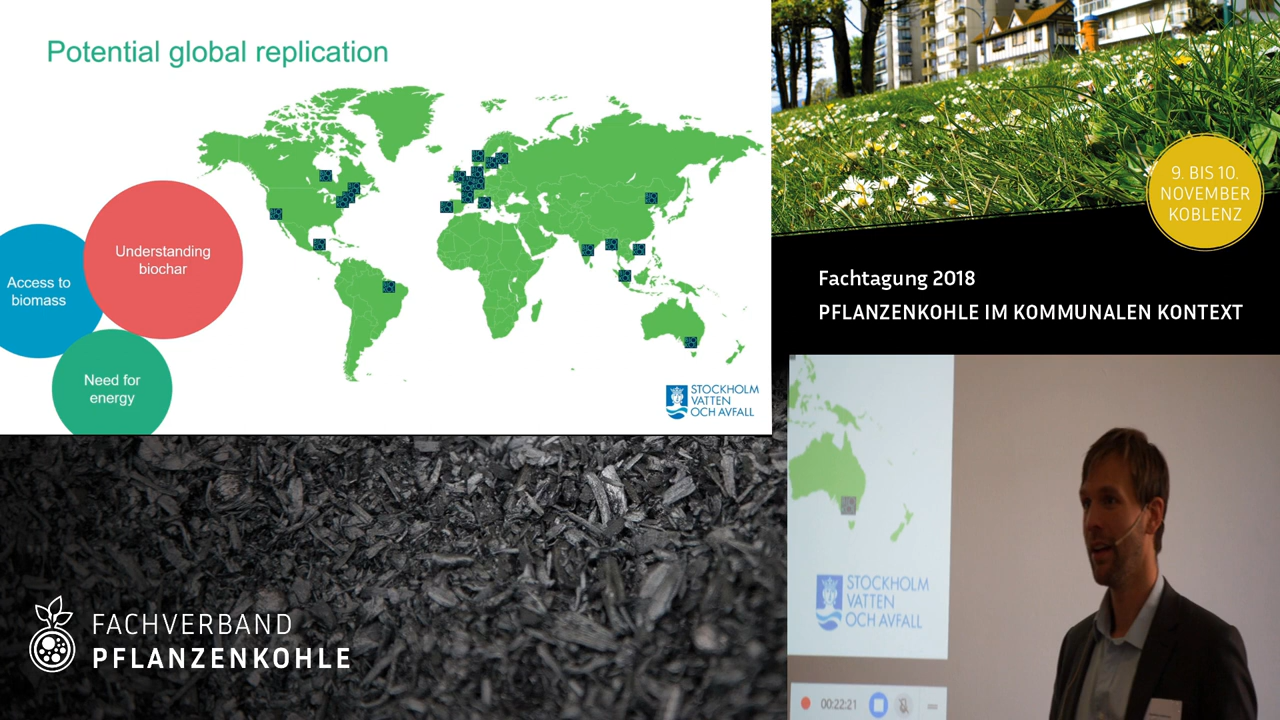 Potential global replication
Understanding
biochar
Access to
biomass
Need for
energy
STOCKHOLM
VATTEN
OCH AVFALL
9. BIS 10.
NOVEMBER
KOBLENZ
Fachtagung 2018
PFLANZENKOHLE IM KOMMUNALEN KONTEXT
STOCKHOLM
VATTEN
OCH AVFALL
00:22:21
FACHVERBAND
PFLANZENKOHLE